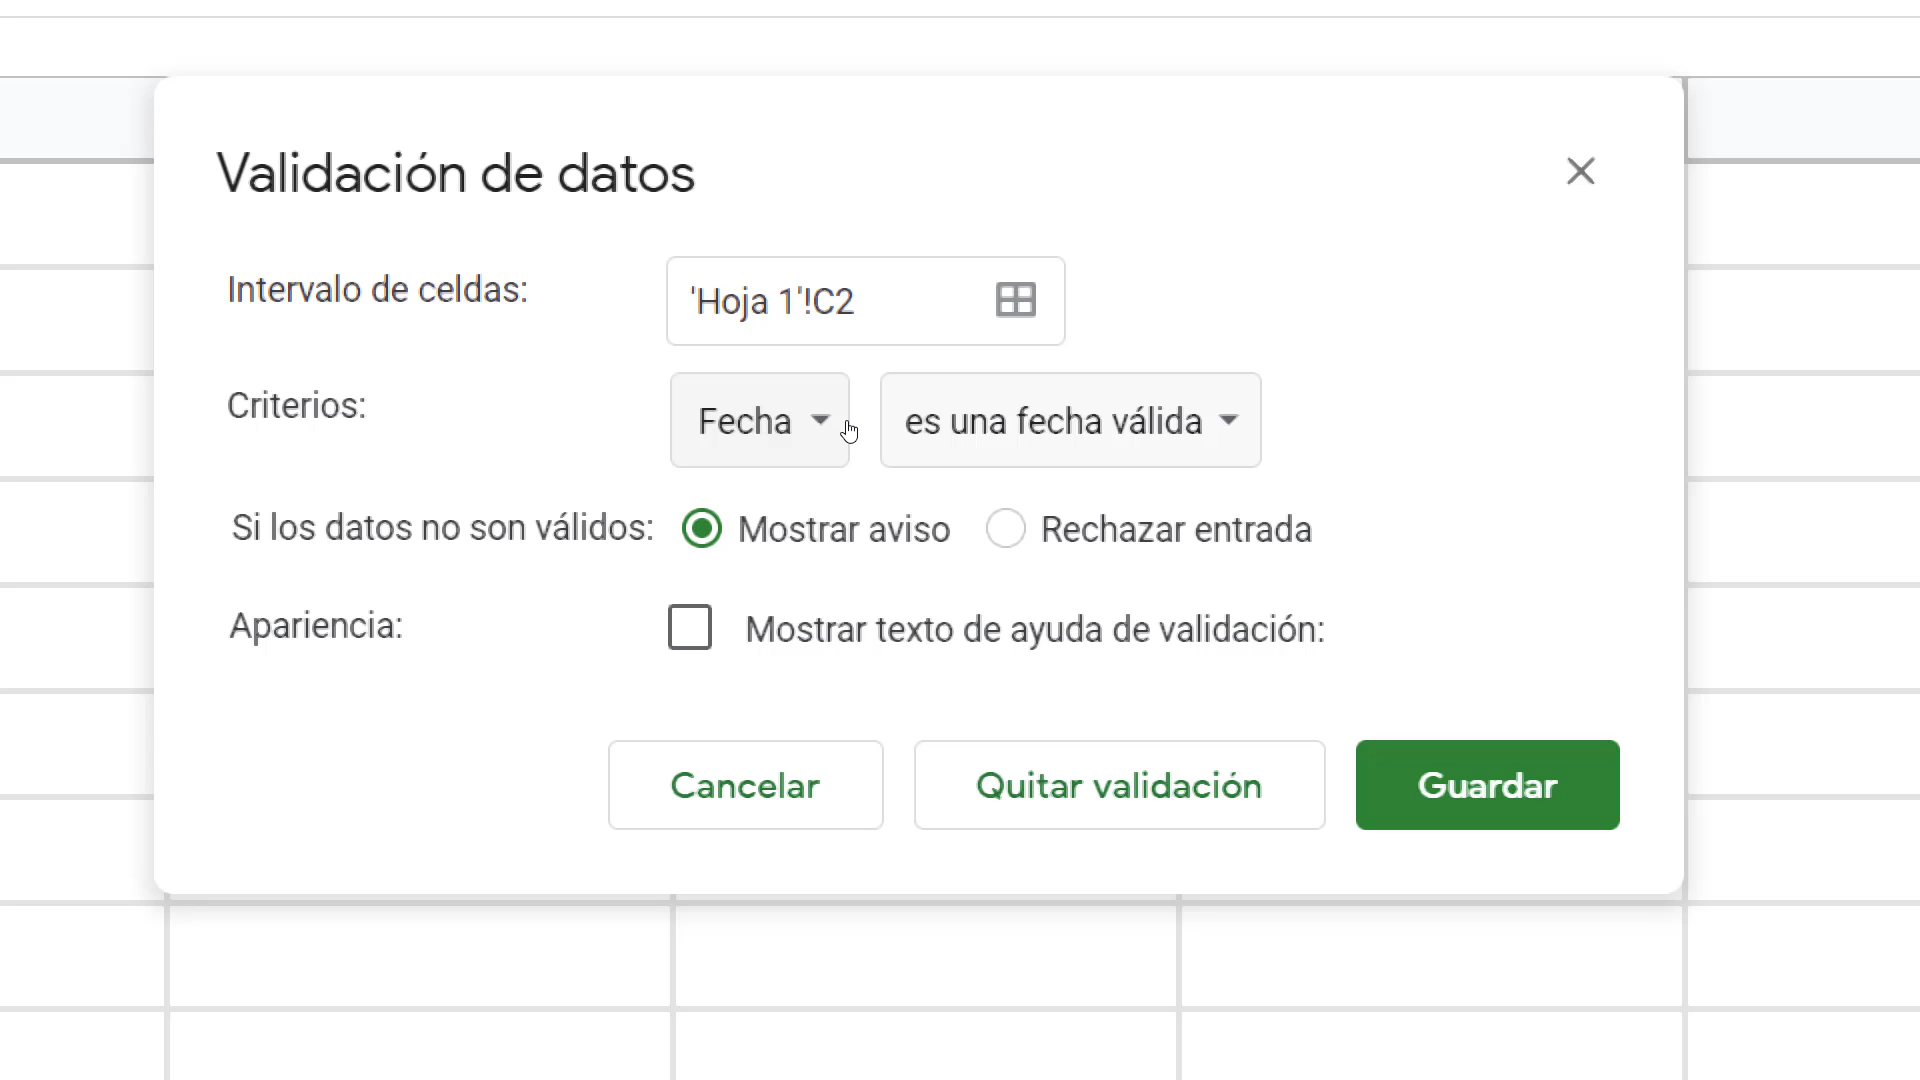 Validación de datos
Intervalo de celdas: 'Hoja 1'!C2
Criterios: Fecha es una fecha válida
Si los datos no son válidos: Mostrar aviso Rechazar entrada
Apariencia: Mostrar texto de ayuda de validación:
Cancelar Quitar validación Guardar